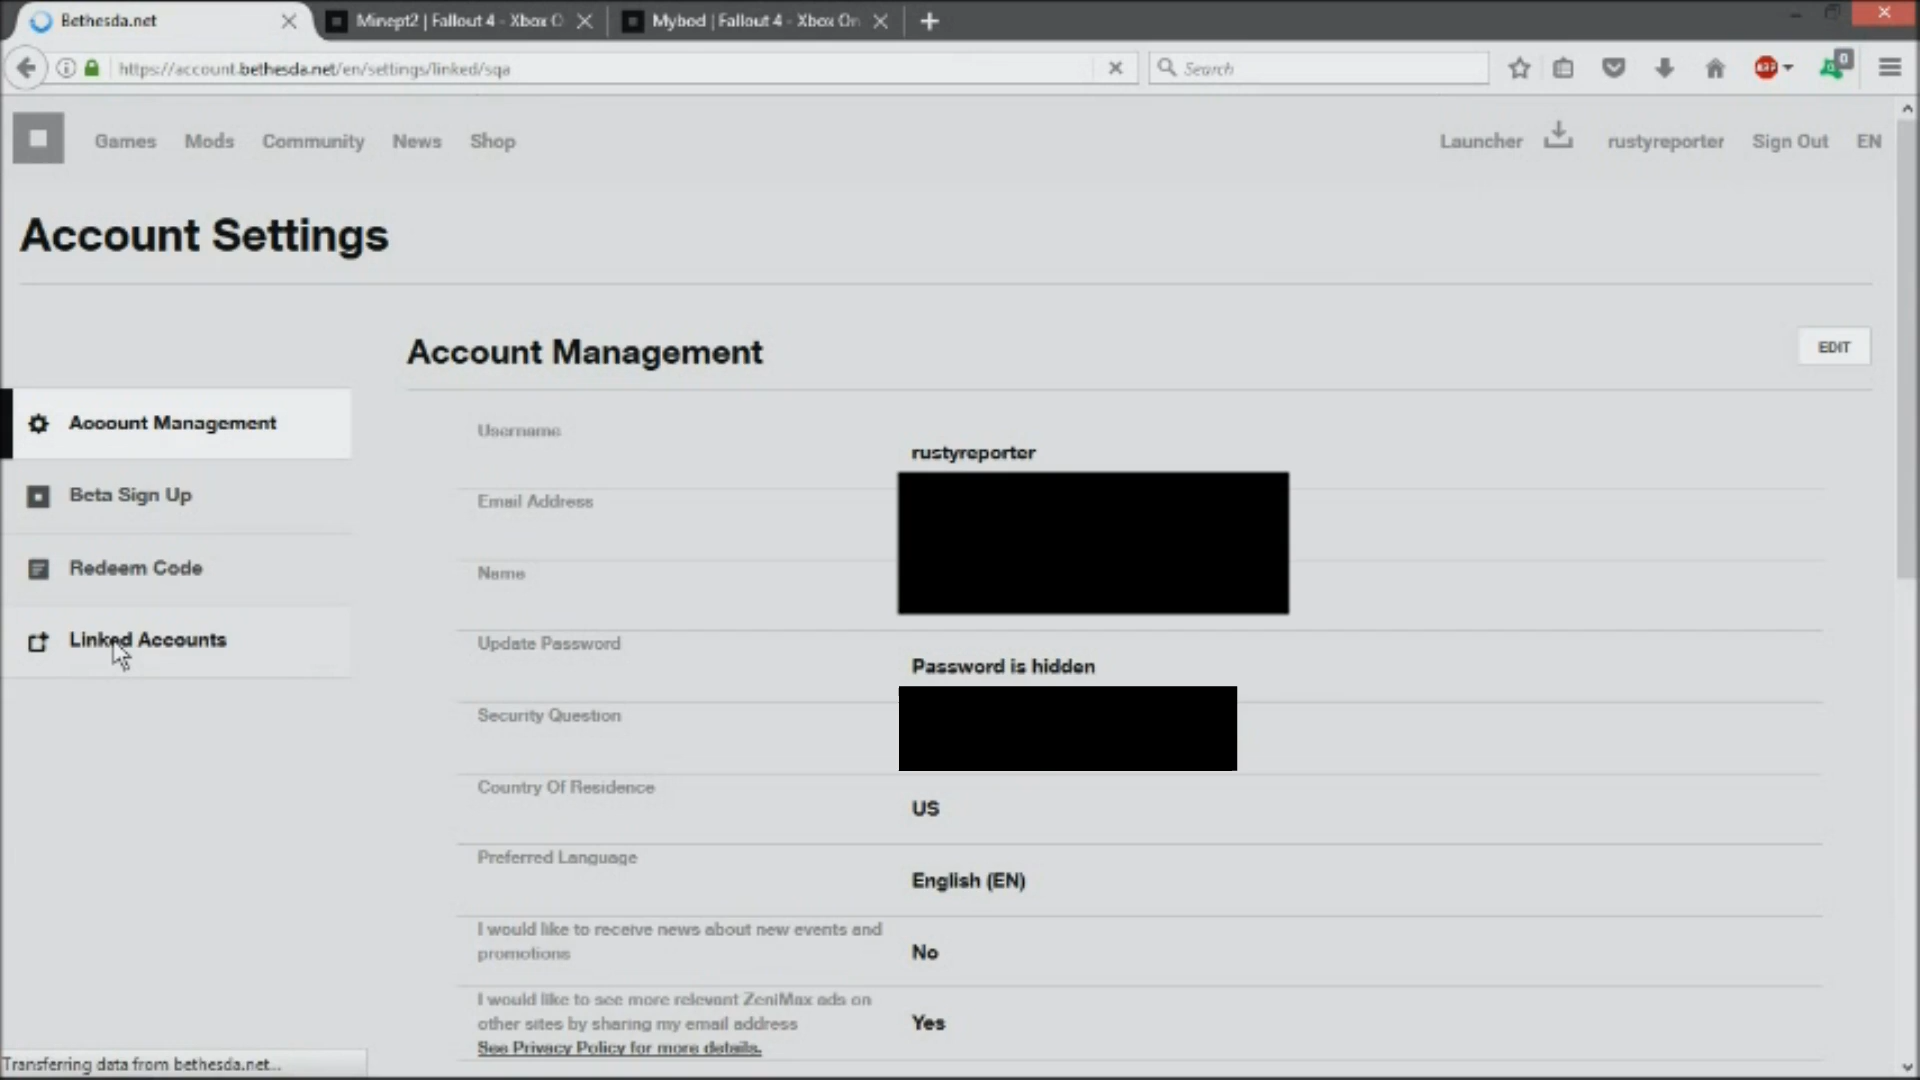 Bethesda.net
Minept2 | Fallout 4 - Xbox O
Mybod | Fallout 4 - Xbox On
https://account.bethesda.net/en/settings/linked/sqa
Search
ABP
0
Games Mods Community News Shop
Launcher rustyreporter Sign Out EN
Account Settings
Account Management
EDIT
Account Management
Beta Sign Up
Redeem Code
Linked Accounts
Username
rustyreporter
Email Address
Name
Update Password
Password is hidden
Security Question
Country Of Residence
US
Preferred Language
English (EN)
I would like to receive news about new events and
promotions
No
I would like to see more relevant ZeniMax ads on
other sites by sharing my email address
See Privacy Policy for more details.
Yes
Transferring data from bethesda.net...